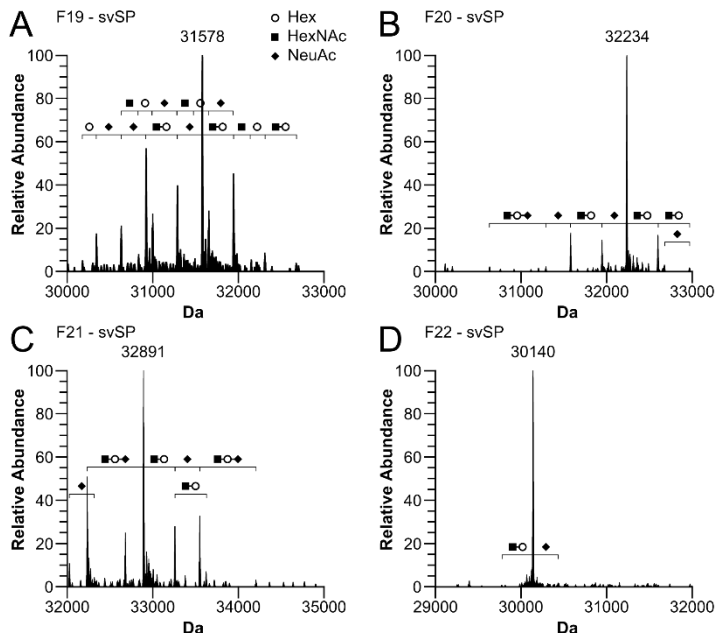 A
F19 - svSP
31578
Hex
HexNAc
NeuAc
Relative Abundance
100
80
60
40
20
0
30000
31000
32000
33000
Da
B
F20 - svSP
32234
Relative Abundance
100
80
60
40
20
0
30000
31000
32000
33000
Da
C
F21 - svSP
32891
Relative Abundance
100
80
60
40
20
0
32000
33000
34000
35000
Da
D
F22 - svSP
30140
Relative Abundance
100
80
60
40
20
0
29000
30000
31000
32000
Da